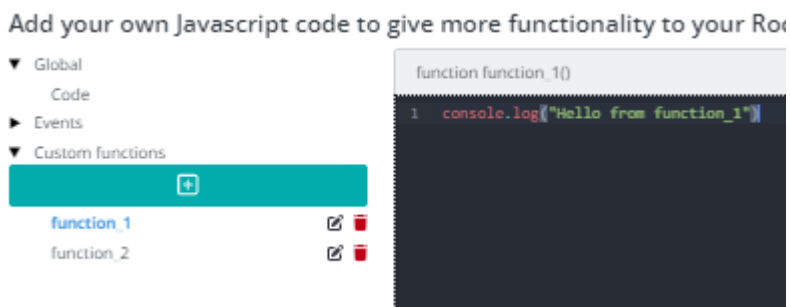 Add your own Javascript code to give more functionality to your
Global
Code
Events
Custom functions
function_1
function_2
function function_1()
1 console.log("Hello from function_1")